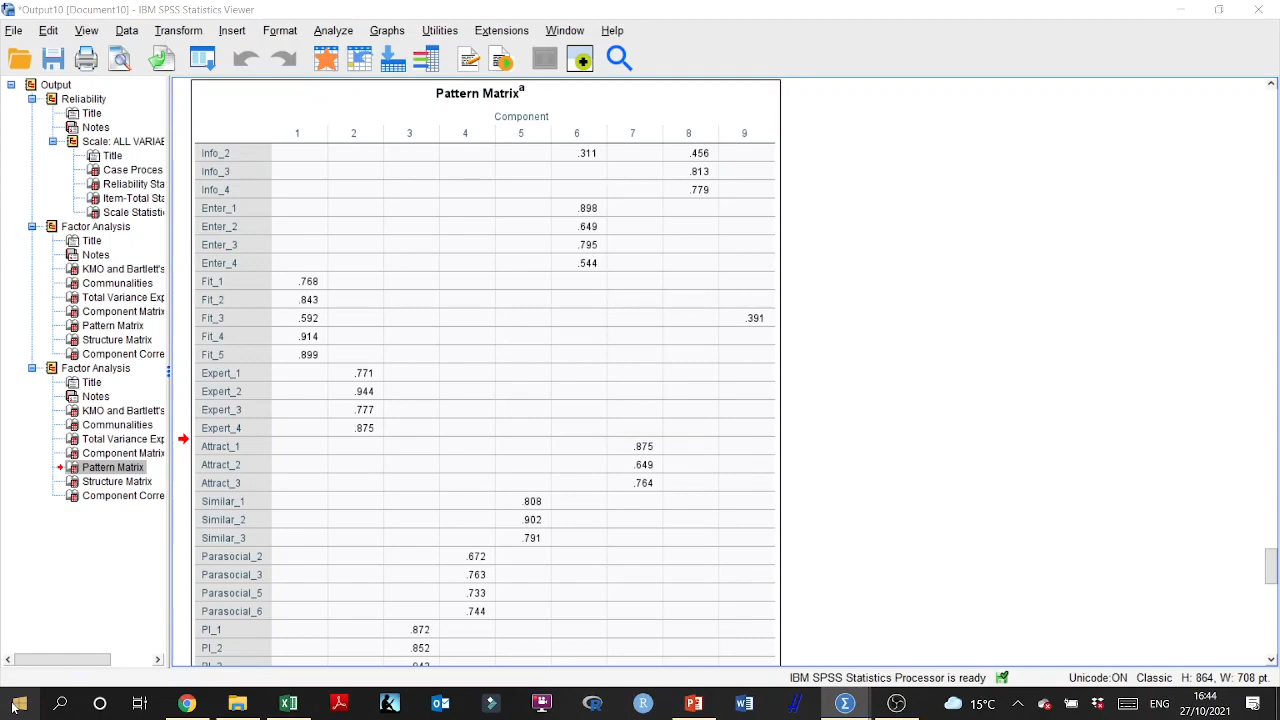 *Output10 [Document10] - IBM SPSS Statistics Viewer
File Edit View Data Transform Insert Format Analyze Graphs Utilities Extensions Window Help
Output
Reliability
Title
Notes
Scale: ALL VARIAE
Title
Case Proces
Reliability Sta
Item-Total Sta
Scale Statisti
Factor Analysis
Title
Notes
KMO and Bartlett's
Communalities
Total Variance Exp
Component Matrix
Pattern Matrix
Structure Matrix
Component Corre
Factor Analysis
Title
Notes
KMO and Bartlett's
Communalities
Total Variance Exp
Component Matrix
Pattern Matrix
Structure Matrix
Component Corre
Pattern Matrixa
Component
1 2 3 4 5 6 7 8 9
Info_2 .311 .456
Info_3 .813
Info_4 .779
Enter_1 .898
Enter_2 .649
Enter_3 .795
Enter_4 .544
Fit_1 .768
Fit_2 .843
Fit_3 .592 .391
Fit_4 .914
Fit_5 .899
Expert_1 .771
Expert_2 .944
Expert_3 .777
Expert_4 .875
Attract_1 .875
Attract_2 .649
Attract_3 .764
Similar_1 .808
Similar_2 .902
Similar_3 .791
Parasocial_2 .672
Parasocial_3 .763
Parasocial_5 .733
Parasocial_6 .744
PI_1 .872
PI_2 .852
IBM SPSS Statistics Processor is ready Unicode:ON Classic H: 864, W: 708 pt.
15°C ENG 16:44
27/10/2021